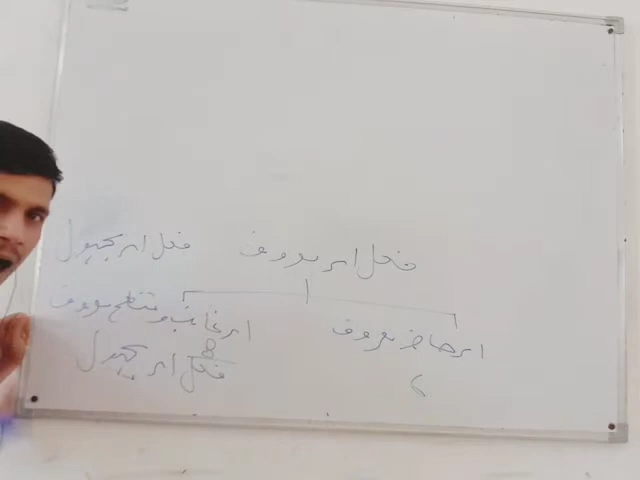 فعل امر معروف فعل امر مجہول
امر حاضر معروف امر غائب و متکلم معروف
فعل امر مجہول